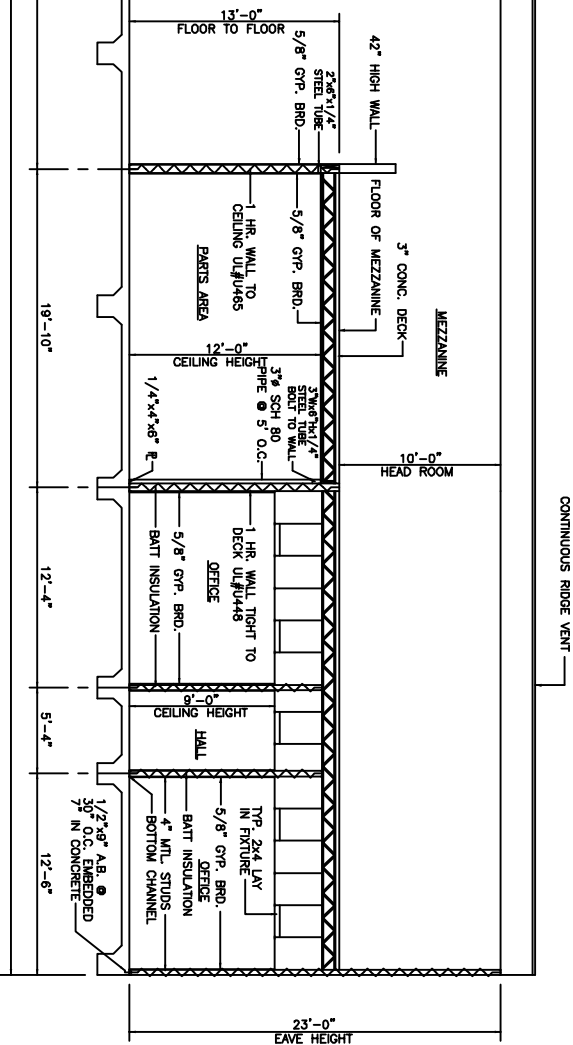 13'-0"
FLOOR TO FLOOR
42" HIGH WALL
5/8" GYP. BRD.
2"x6"x1/4"
STEEL TUBE
FLOOR OF MEZZANINE
3" CONC. DECK
MEZZANINE
5/8" GYP. BRD.
1 HR. WALL TO
CEILING UL#U465
PARTS AREA
12'-0"
CEILING HEIGHT
3"Wx6"Hx1/4"
STEEL TUBE
BOLT TO WALL
3"ø SCH 80
PIPE @ 5' O.C.
1/4"x4"x6" PL
10'-0"
HEAD ROOM
CONTINUOUS RIDGE VENT
1 HR. WALL TIGHT TO
DECK UL#U448
OFFICE
5/8" GYP. BRD.
BATT INSULATION
9'-0"
CEILING HEIGHT
HALL
TYP. 2x4 LAY
IN FIXTURE
5/8" GYP. BRD.
OFFICE
BATT INSULATION
4" MTL. STUDS
BOTTOM CHANNEL
1/2"x9" A.B. @
30" O.C. EMBEDDED
7" IN CONCRETE
19'-10"
12'-4"
5'-4"
12'-6"
23'-0"
EAVE HEIGHT